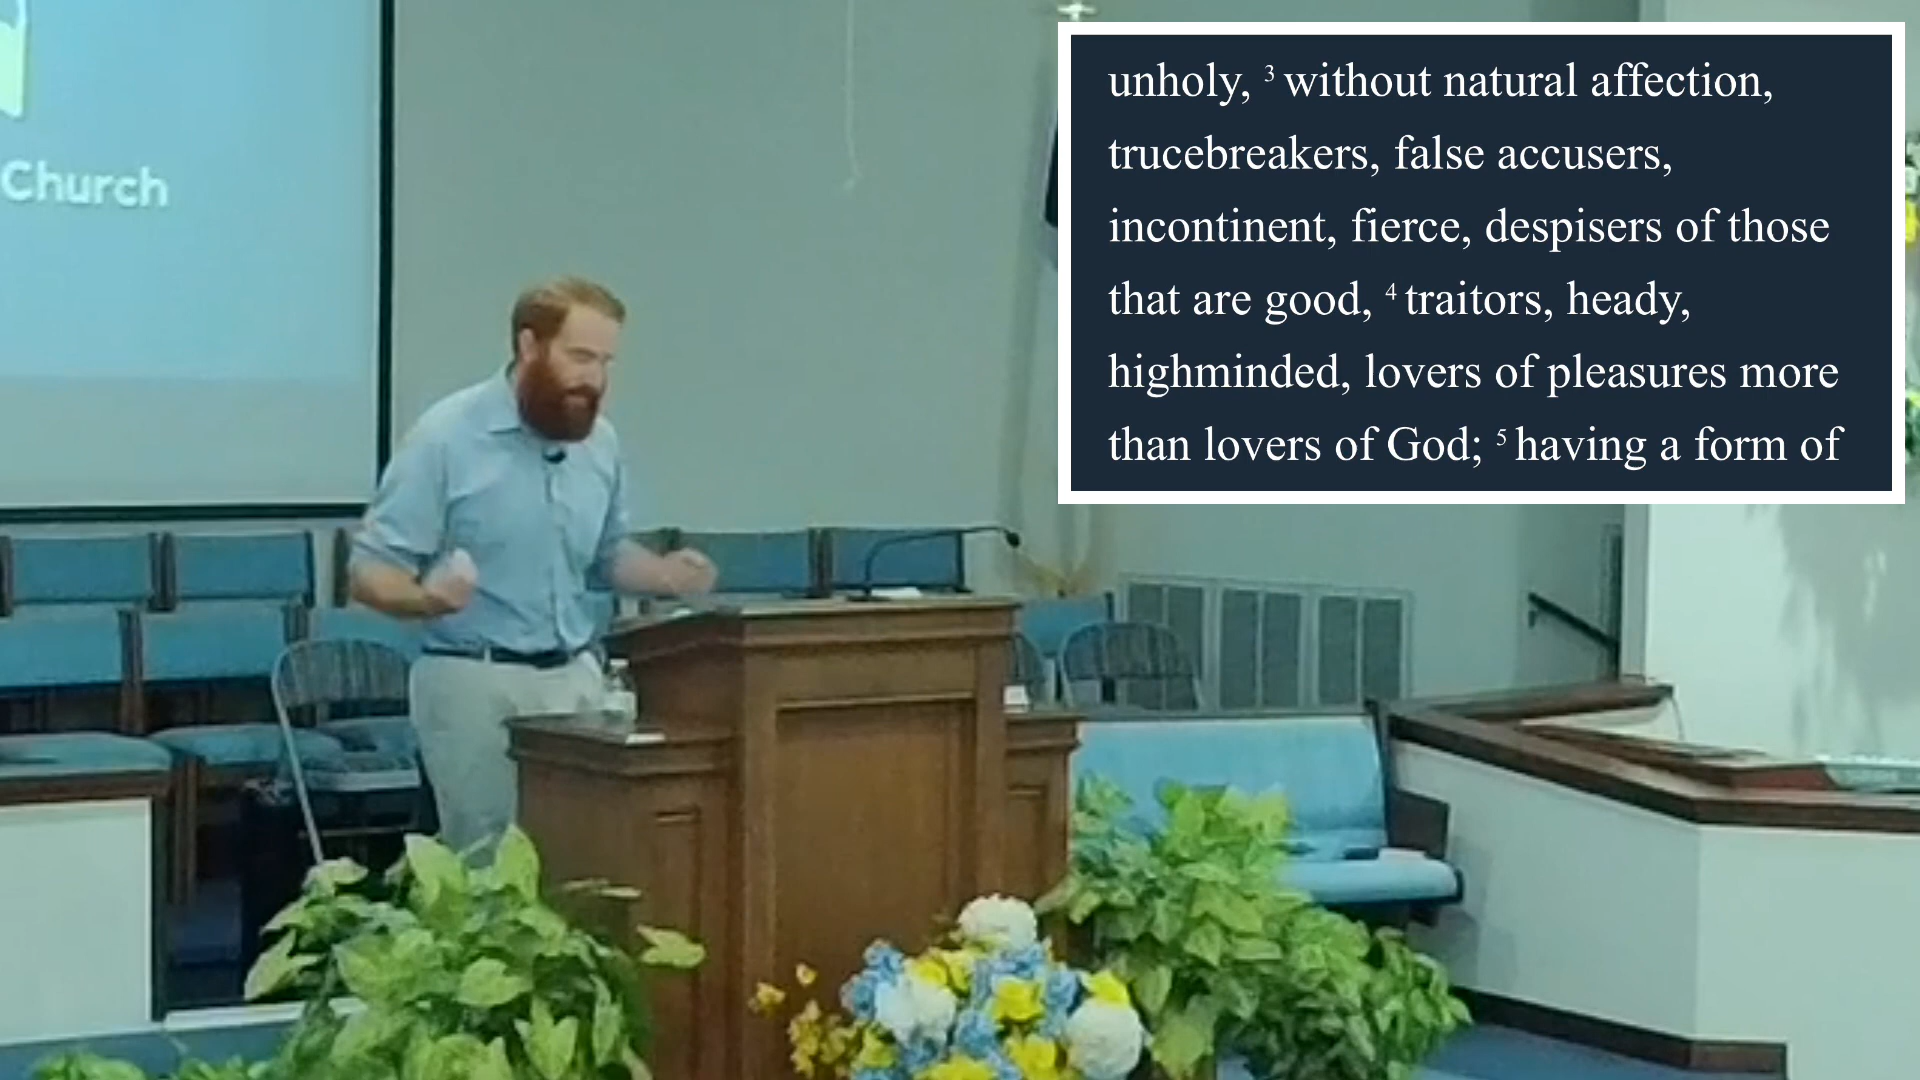 Church
unholy, 3 without natural affection,
trucebreakers, false accusers,
incontinent, fierce, despisers of those
that are good, 4 traitors, heady,
highminded, lovers of pleasures more
than lovers of God; 5 having a form of